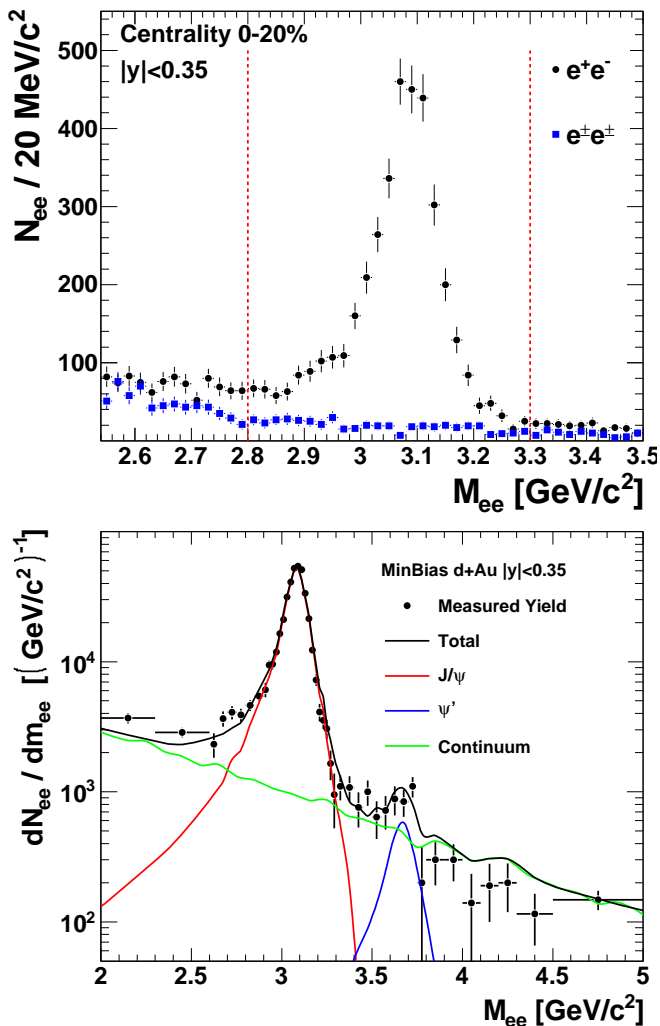 Centrality 0-20%
|y|<0.35
e⁺e⁻
e±e±
N_ee / 20 MeV/c²
500
400
300
200
100
2.6 2.7 2.8 2.9 3 3.1 3.2 3.3 3.4 3.5
M_ee [GeV/c²]
MinBias d+Au |y|<0.35
Measured Yield
Total
J/ψ
ψ'
Continuum
dN_ee / dm_ee [(GeV/c²)⁻¹]
10⁴
10³
10²
2 2.5 3 3.5 4 4.5 5
M_ee [GeV/c²]